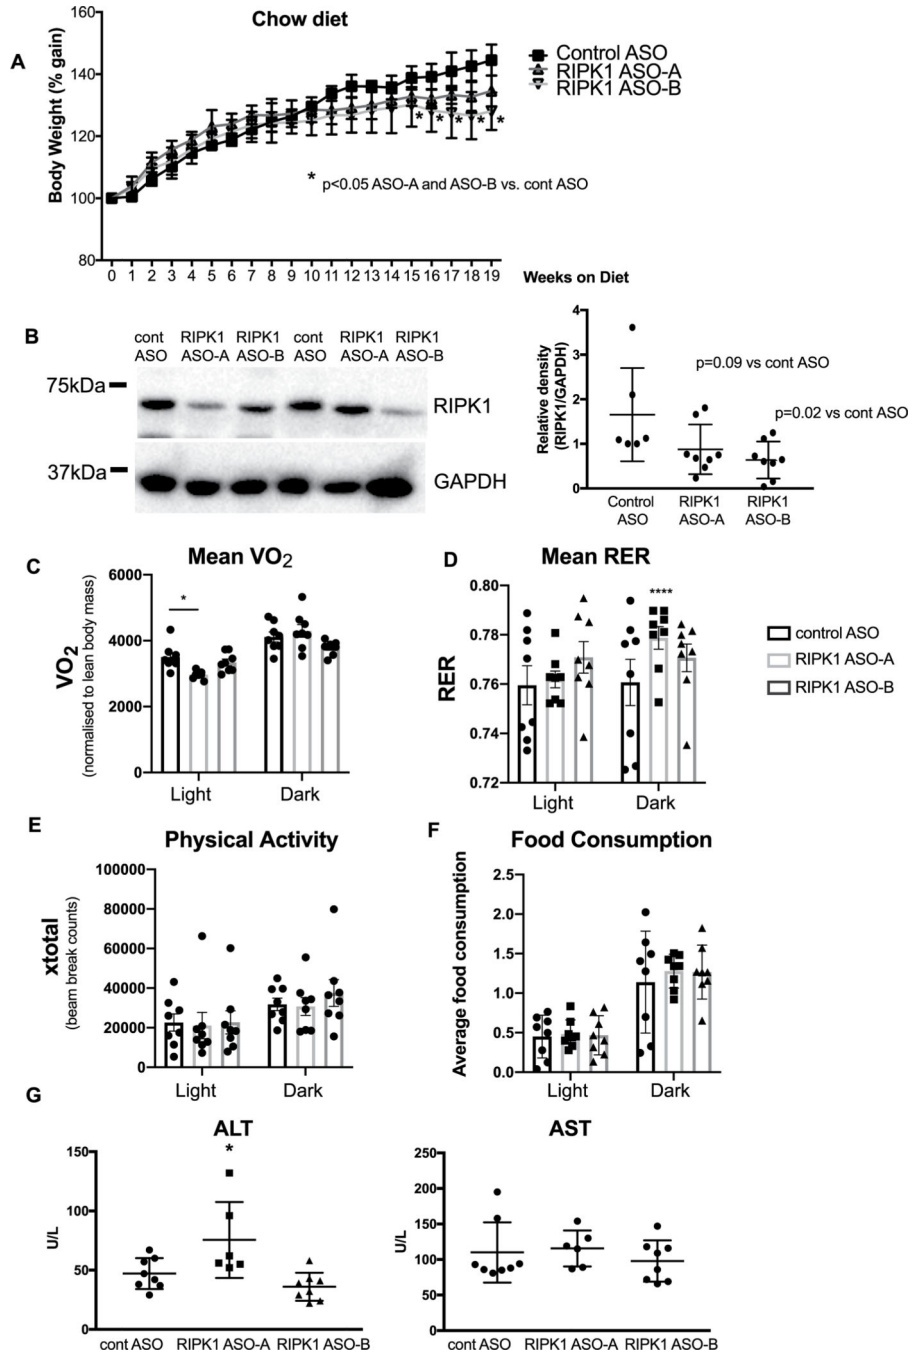 A
Chow diet
Body Weight (% gain)
160
140
120
100
80
Control ASO
RIPK1 ASO-A
RIPK1 ASO-B
* * * * *
* p<0.05 ASO-A and ASO-B vs. cont ASO
0 1 2 3 4 5 6 7 8 9 10 11 12 13 14 15 16 17 18 19
Weeks on Diet
B
cont ASO
RIPK1 ASO-A
RIPK1 ASO-B
cont ASO
RIPK1 ASO-A
RIPK1 ASO-B
75kDa
RIPK1
37kDa
GAPDH
Relative density
(RIPK1/GAPDH)
4
3
2
1
0
p=0.09 vs cont ASO
p=0.02 vs cont ASO
Control ASO
RIPK1 ASO-A
RIPK1 ASO-B
C
Mean VO2
VO2
(normalised to lean body mass)
6000
4000
2000
0
*
Light Dark
D
Mean RER
RER
0.80
0.78
0.76
0.74
0.72
****
Light Dark
control ASO
RIPK1 ASO-A
RIPK1 ASO-B
E
Physical Activity
xtotal
(beam break counts)
100000
80000
60000
40000
20000
0
Light Dark
F
Food Consumption
Average food consumption
2.5
2.0
1.5
1.0
0.5
0.0
Light Dark
G
ALT
U/L
150
100
50
0
*
cont ASO RIPK1 ASO-A RIPK1 ASO-B
AST
U/L
250
200
150
100
50
0
cont ASO RIPK1 ASO-A RIPK1 ASO-B